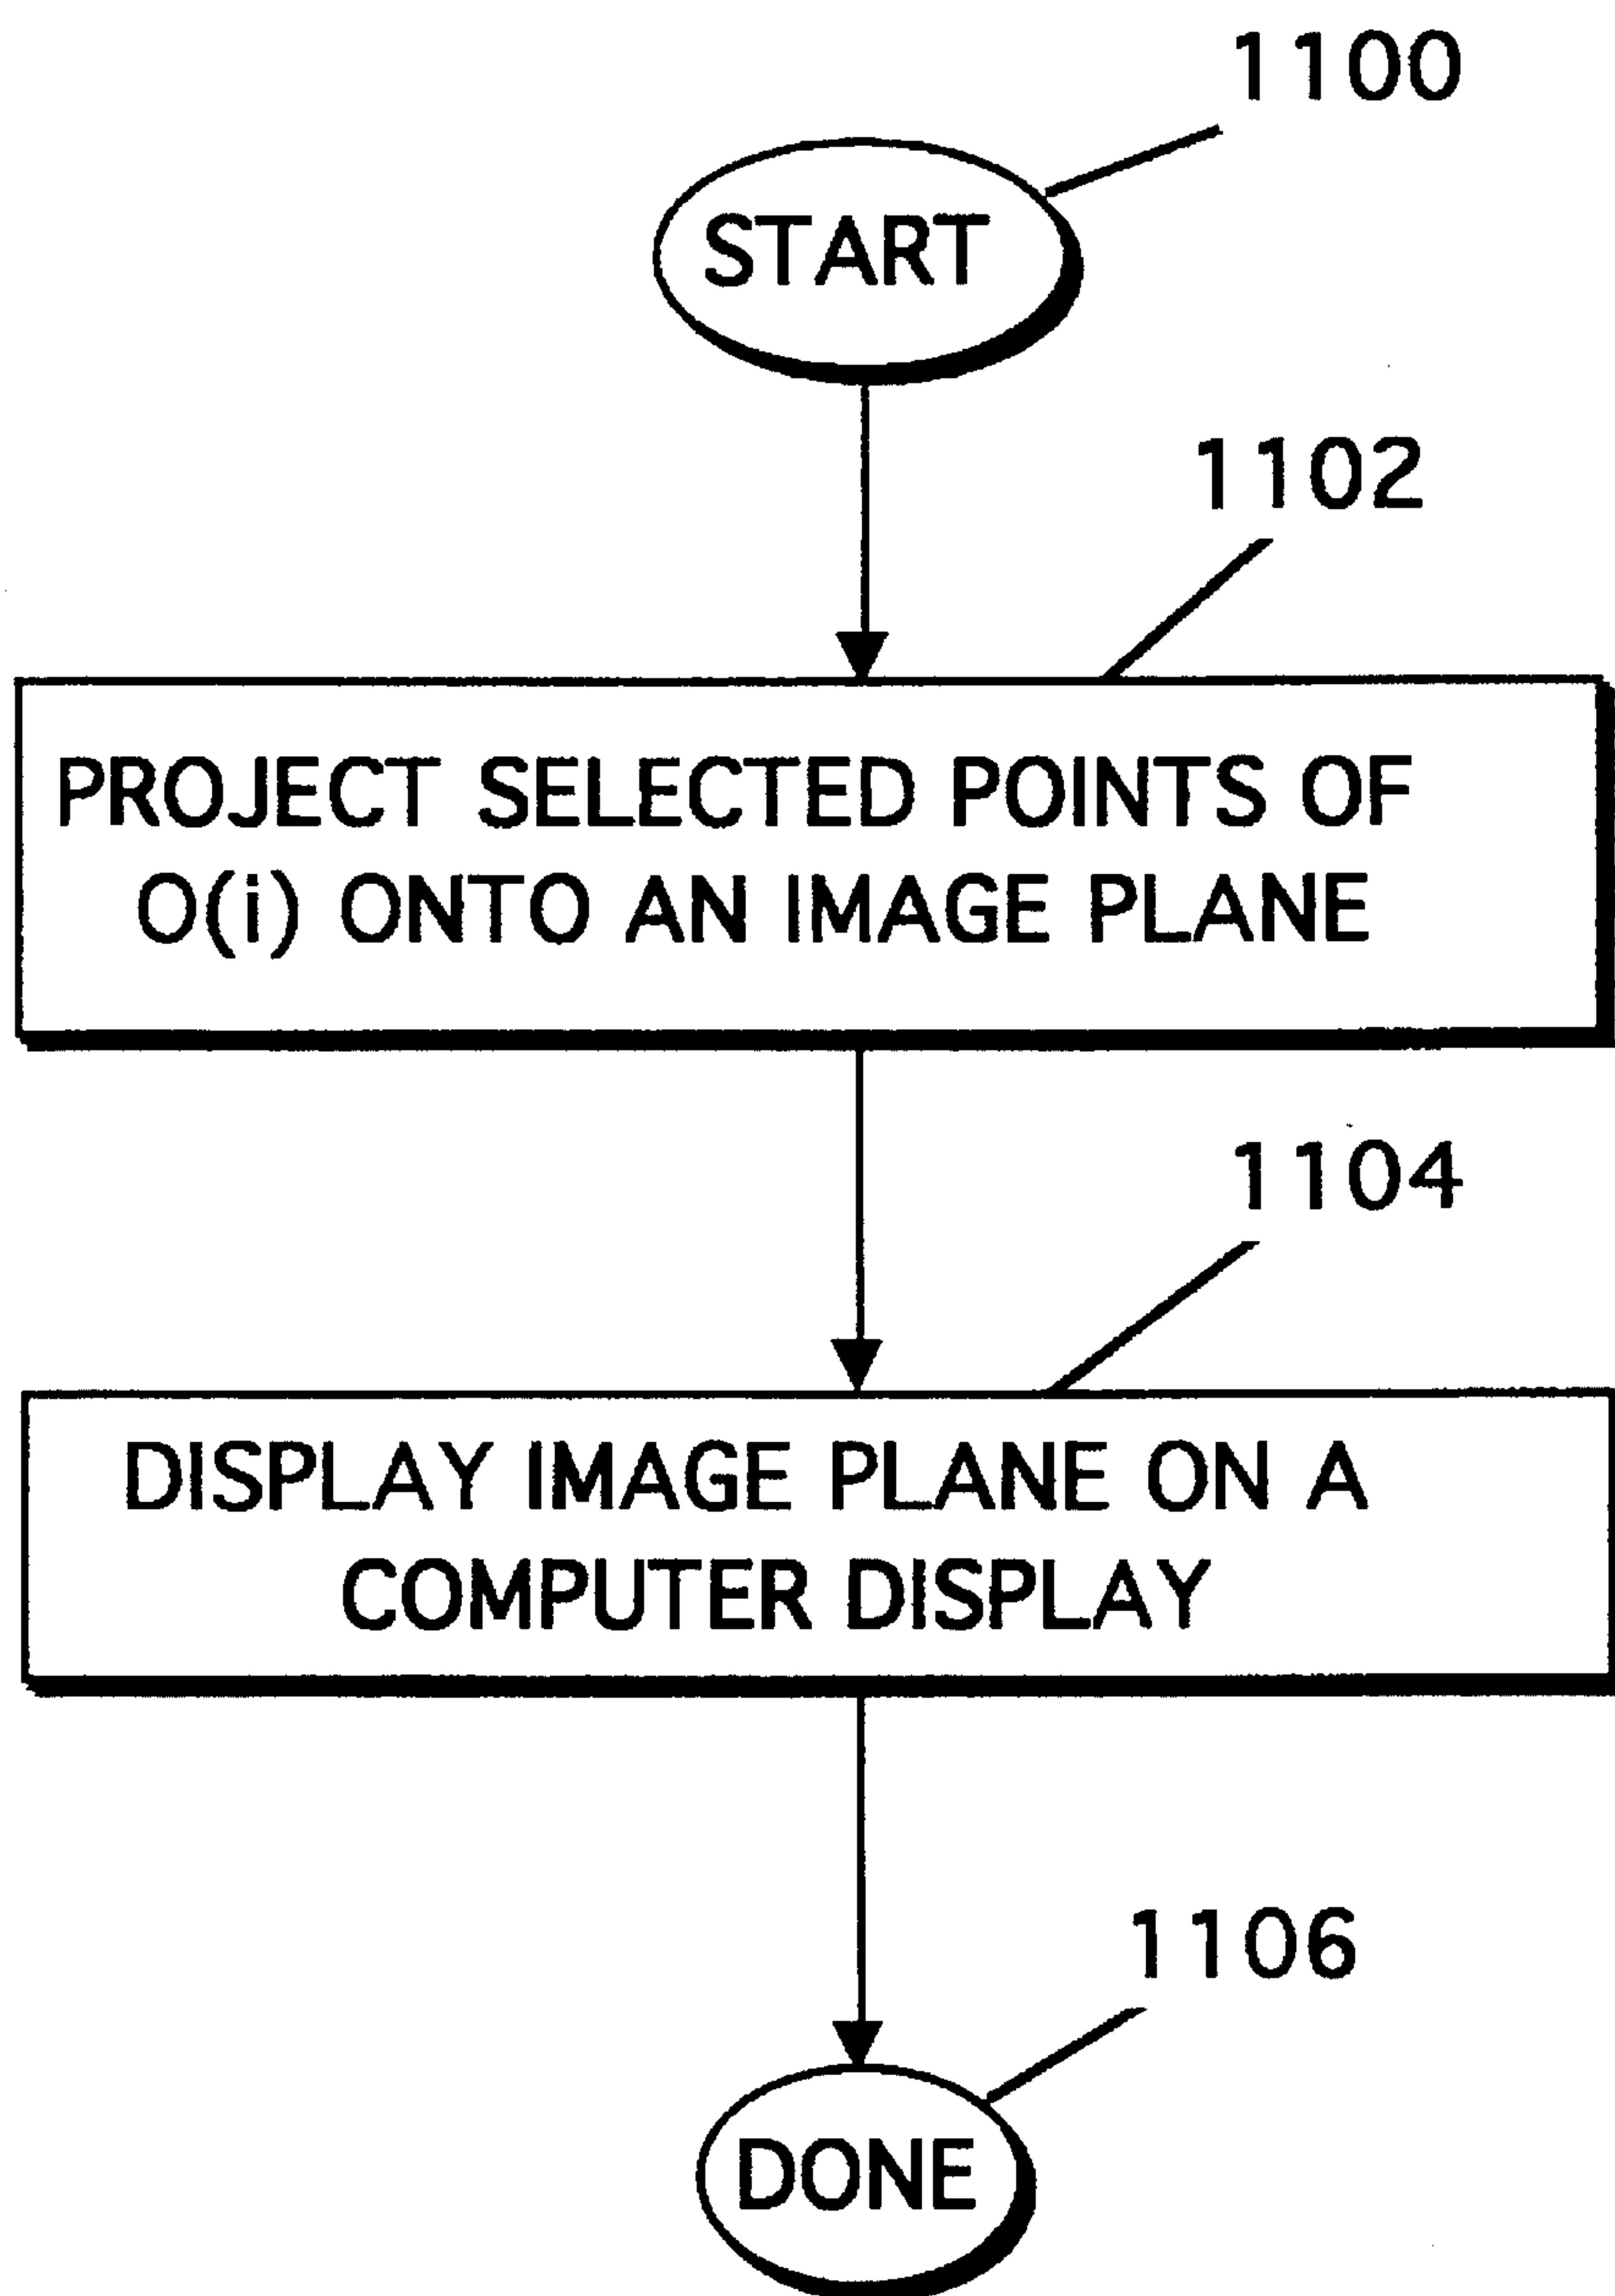 1100
START
1102
PROJECT SELECTED POINTS OF
O(i) ONTO AN IMAGE PLANE
1104
DISPLAY IMAGE PLANE ON A
COMPUTER DISPLAY
1106
DONE